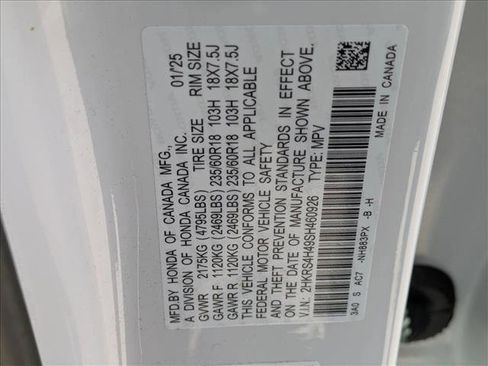 MFD.BY HONDA OF CANADA MFG., 01/25
A DIVISION OF HONDA CANADA INC.
TIRE SIZE RIM SIZE
GVWR 2175KG (4795LBS)
GAWR F 1120KG (2469LBS) 235/60R18 103H 18X7.5J
GAWR R 1120KG (2469LBS) 235/60R18 103H 18X7.5J
THIS VEHICLE CONFORMS TO ALL APPLICABLE
FEDERAL MOTOR VEHICLE SAFETY
AND THEFT PREVENTION STANDARDS IN EFFECT
ON THE DATE OF MANUFACTURE SHOWN ABOVE.
V.I.N.: 2HKRS4H49SH460926 TYPE: MPV
3A0 S AC7 -NH883PX -B -H MADE IN CANADA